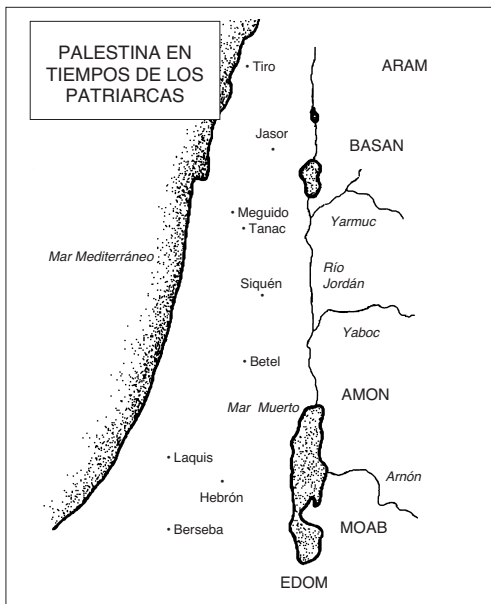 PALESTINA EN
TIEMPOS DE LOS
PATRIARCAS
Tiro
ARAM
Jasor
BASAN
Meguido
Tanac
Yarmuc
Mar Mediterráneo
Río
Jordán
Siquén
Yaboc
Betel
AMON
Mar Muerto
Laquis
Arnón
Hebrón
Berseba
MOAB
EDOM